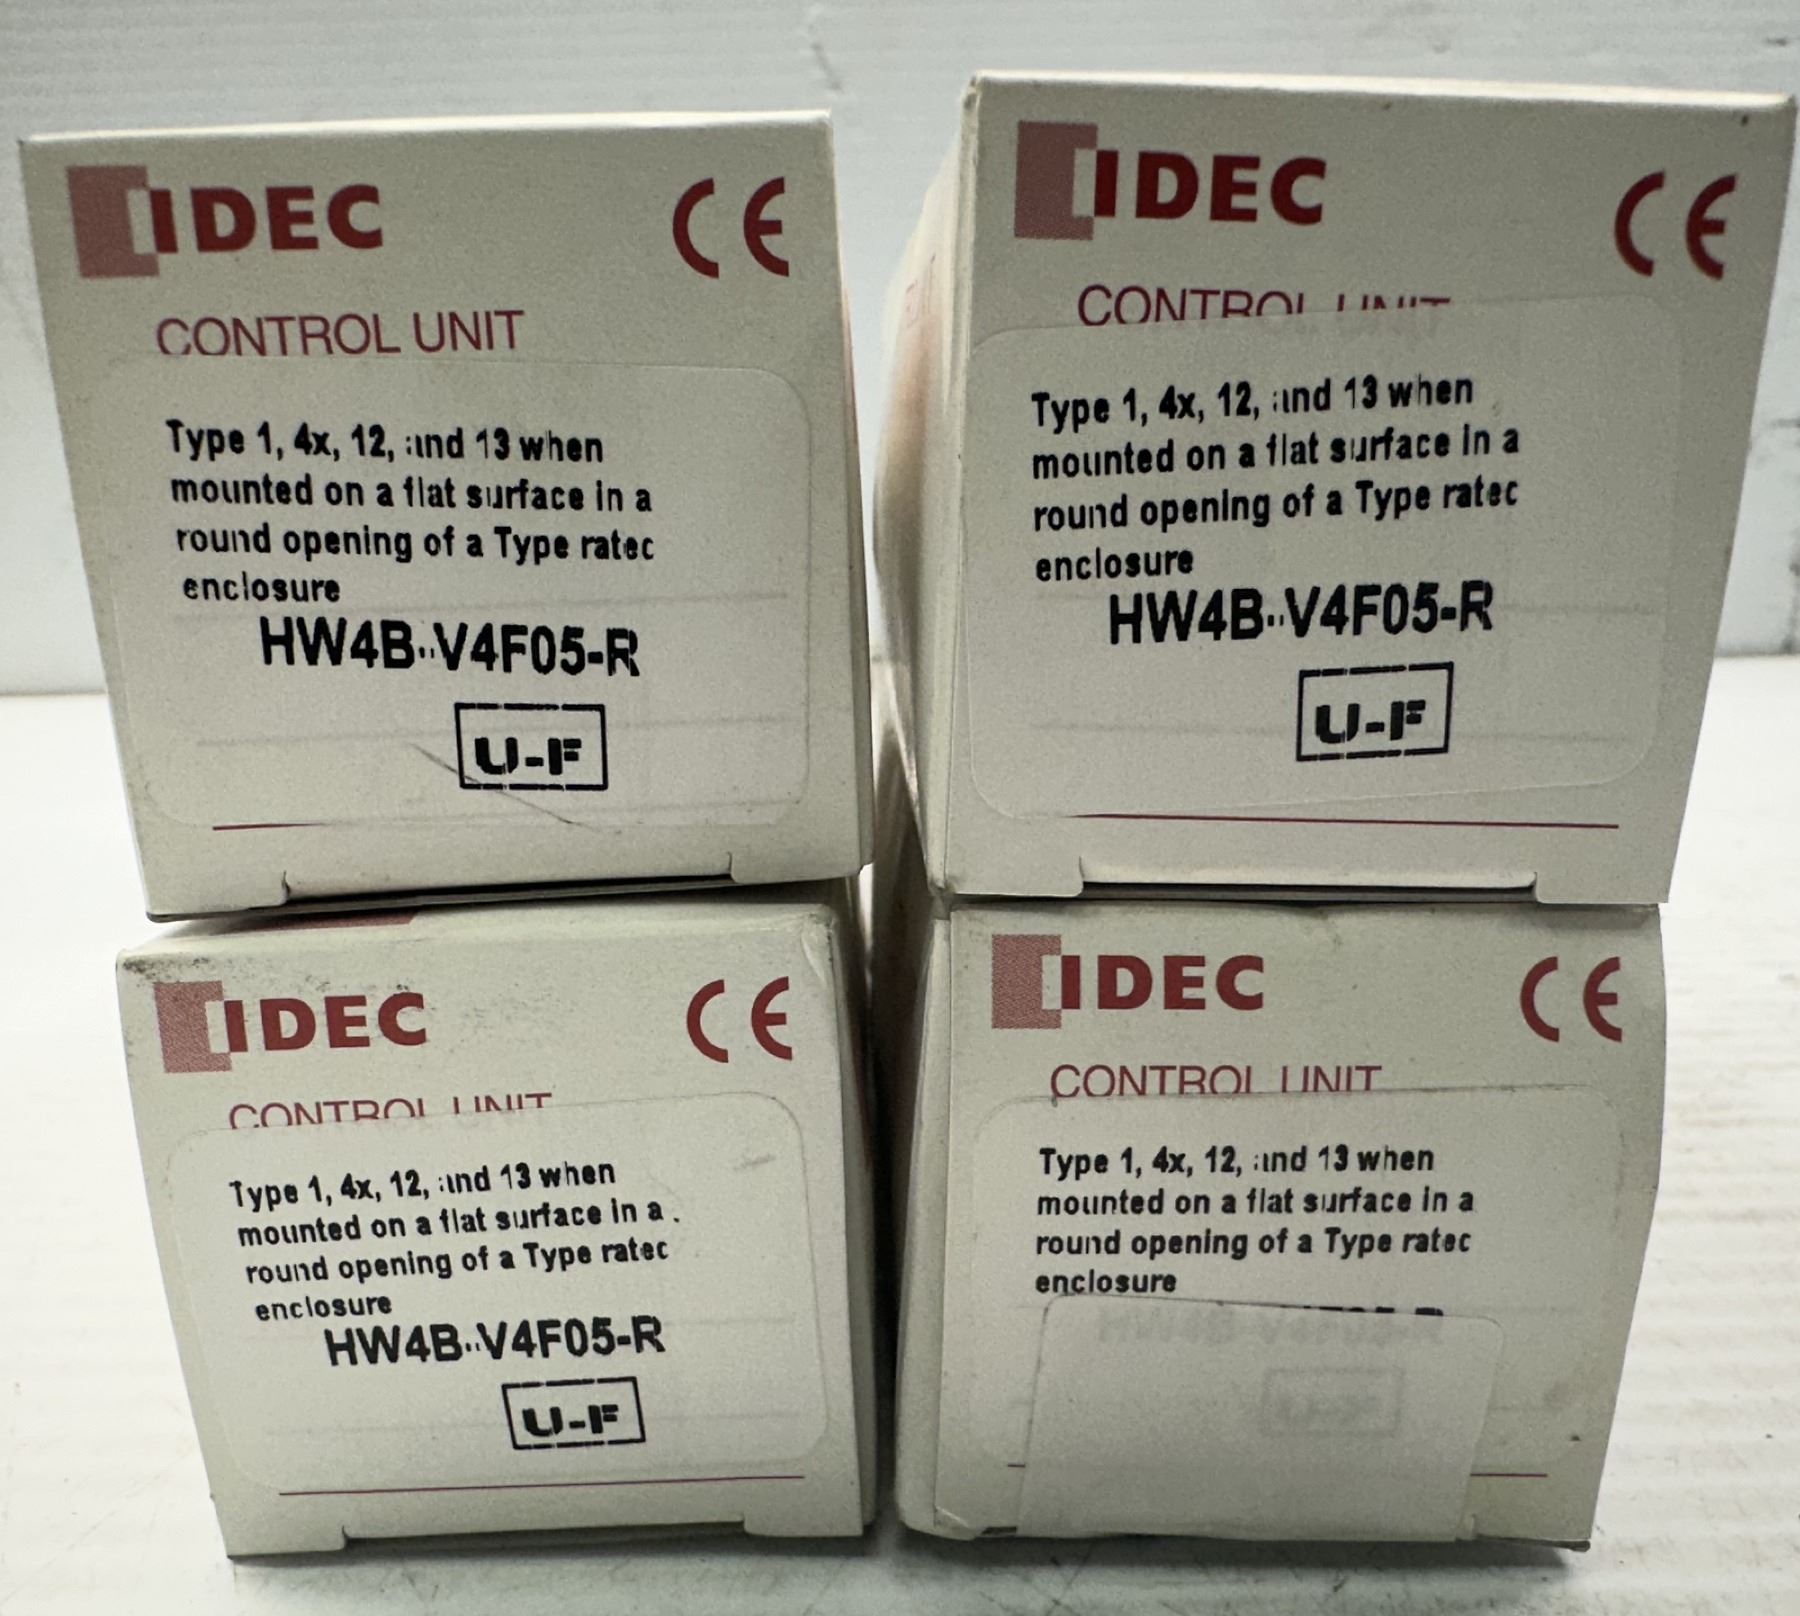 IDEC CE
CONTROL UNIT
Type 1, 4x, 12, and 13 when
mounted on a flat surface in a
round opening of a Type ratec
enclosure
HW4B-V4F05-R
U-F
IDEC CE
CONTROL UNIT
Type 1, 4x, 12, and 13 when
mounted on a flat surface in a
round opening of a Type ratec
enclosure
HW4B-V4F05-R
U-F
IDEC CE
CONTROL UNIT
Type 1, 4x, 12, and 13 when
mounted on a flat surface in a
round opening of a Type ratec
enclosure
HW4B-V4F05-R
U-F
IDEC CE
CONTROL UNIT
Type 1, 4x, 12, and 13 when
mounted on a flat surface in a
round opening of a Type ratec
enclosure